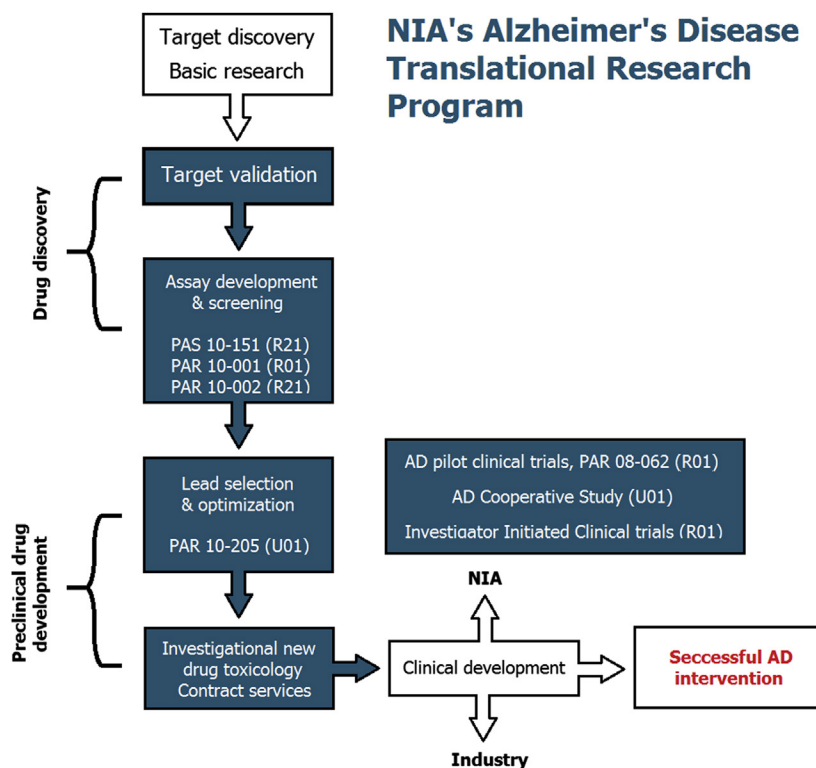 NIA's Alzheimer's Disease
Translational Research
Program
Target discovery
Basic research
Target validation
Drug discovery
Assay development
& screening
PAS 10-151 (R21)
PAR 10-001 (R01)
PAR 10-002 (R21)
Lead selection
& optimization
PAR 10-205 (U01)
Preclinical drug
development
Investigational new
drug toxicology
Contract services
AD pilot clinical trials, PAR 08-062 (R01)
AD Cooperative Study (U01)
Investigator Initiated Clinical trials (R01)
NIA
Clinical development
Industry
Seccessful AD
intervention